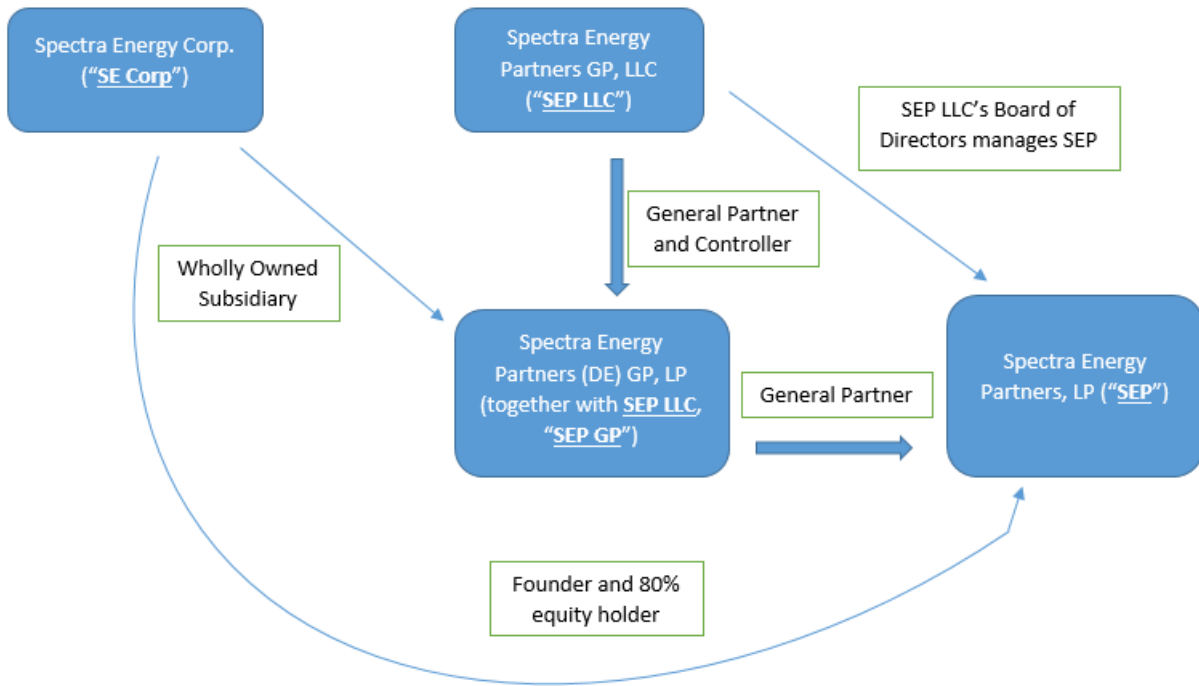 Spectra Energy Corp.
(“SE Corp”)
Spectra Energy
Partners GP, LLC
(“SEP LLC”)
SEP LLC’s Board of
Directors manages SEP
General Partner
and Controller
Wholly Owned
Subsidiary
Spectra Energy
Partners (DE) GP, LP
(together with SEP LLC,
“SEP GP”)
General Partner
Spectra Energy
Partners, LP (“SEP”)
Founder and 80%
equity holder